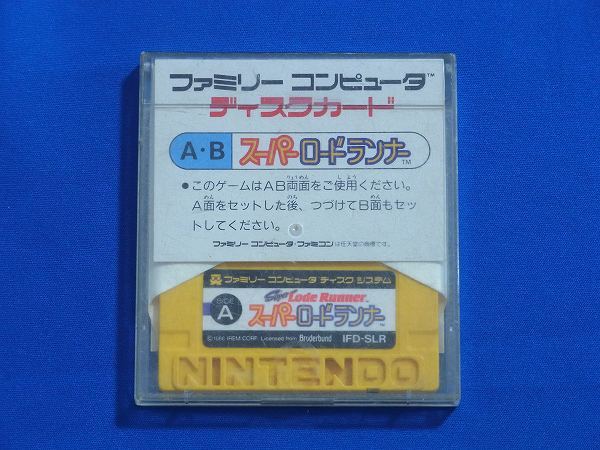 ファミリー コンピュータ™
ディスクカード
A・B スーパーロードランナー™
●このゲームはAB両面をご使用ください。
A面をセットした後、つづけてB面もセッ
トしてください。
ファミリー コンピュータ・ファミコンは任天堂の商標です。
ファミリー コンピュータ ディスク システム
SIDE
A
Super Lode Runner™
スーパーロードランナー™
©1986 IREM CORP. Licensed from Brøderbund IFD-SLR
NINTENDO